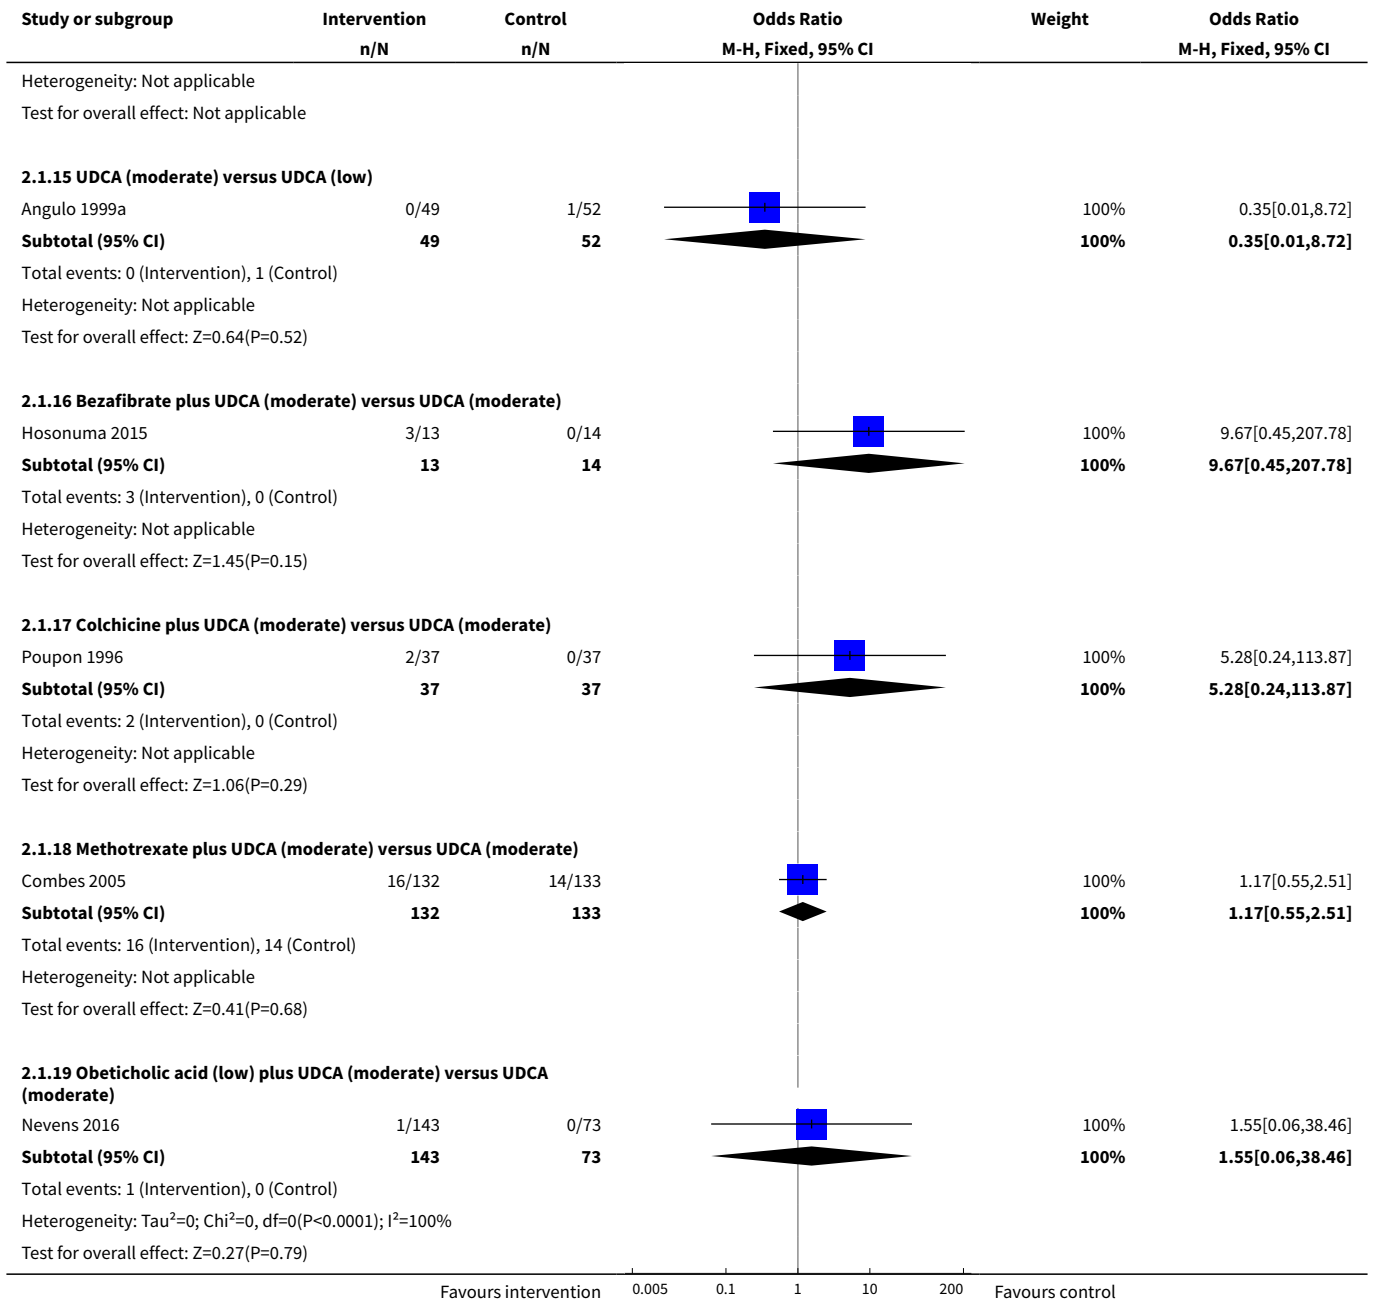 Study or subgroup Intervention Control Odds Ratio Weight Odds Ratio
n/N n/N M-H, Fixed, 95% CI M-H, Fixed, 95% CI
Heterogeneity: Not applicable
Test for overall effect: Not applicable
2.1.15 UDCA (moderate) versus UDCA (low)
Angulo 1999a 0/49 1/52 100% 0.35[0.01,8.72]
Subtotal (95% CI) 49 52 100% 0.35[0.01,8.72]
Total events: 0 (Intervention), 1 (Control)
Heterogeneity: Not applicable
Test for overall effect: Z=0.64(P=0.52)
2.1.16 Bezafibrate plus UDCA (moderate) versus UDCA (moderate)
Hosonuma 2015 3/13 0/14 100% 9.67[0.45,207.78]
Subtotal (95% CI) 13 14 100% 9.67[0.45,207.78]
Total events: 3 (Intervention), 0 (Control)
Heterogeneity: Not applicable
Test for overall effect: Z=1.45(P=0.15)
2.1.17 Colchicine plus UDCA (moderate) versus UDCA (moderate)
Poupon 1996 2/37 0/37 100% 5.28[0.24,113.87]
Subtotal (95% CI) 37 37 100% 5.28[0.24,113.87]
Total events: 2 (Intervention), 0 (Control)
Heterogeneity: Not applicable
Test for overall effect: Z=1.06(P=0.29)
2.1.18 Methotrexate plus UDCA (moderate) versus UDCA (moderate)
Combes 2005 16/132 14/133 100% 1.17[0.55,2.51]
Subtotal (95% CI) 132 133 100% 1.17[0.55,2.51]
Total events: 16 (Intervention), 14 (Control)
Heterogeneity: Not applicable
Test for overall effect: Z=0.41(P=0.68)
2.1.19 Obeticholic acid (low) plus UDCA (moderate) versus UDCA
(moderate)
Nevens 2016 1/143 0/73 100% 1.55[0.06,38.46]
Subtotal (95% CI) 143 73 100% 1.55[0.06,38.46]
Total events: 1 (Intervention), 0 (Control)
Heterogeneity: Tau²=0; Chi²=0, df=0(P<0.0001); I²=100%
Test for overall effect: Z=0.27(P=0.79)
Favours intervention 0.005 0.1 1 10 200 Favours control